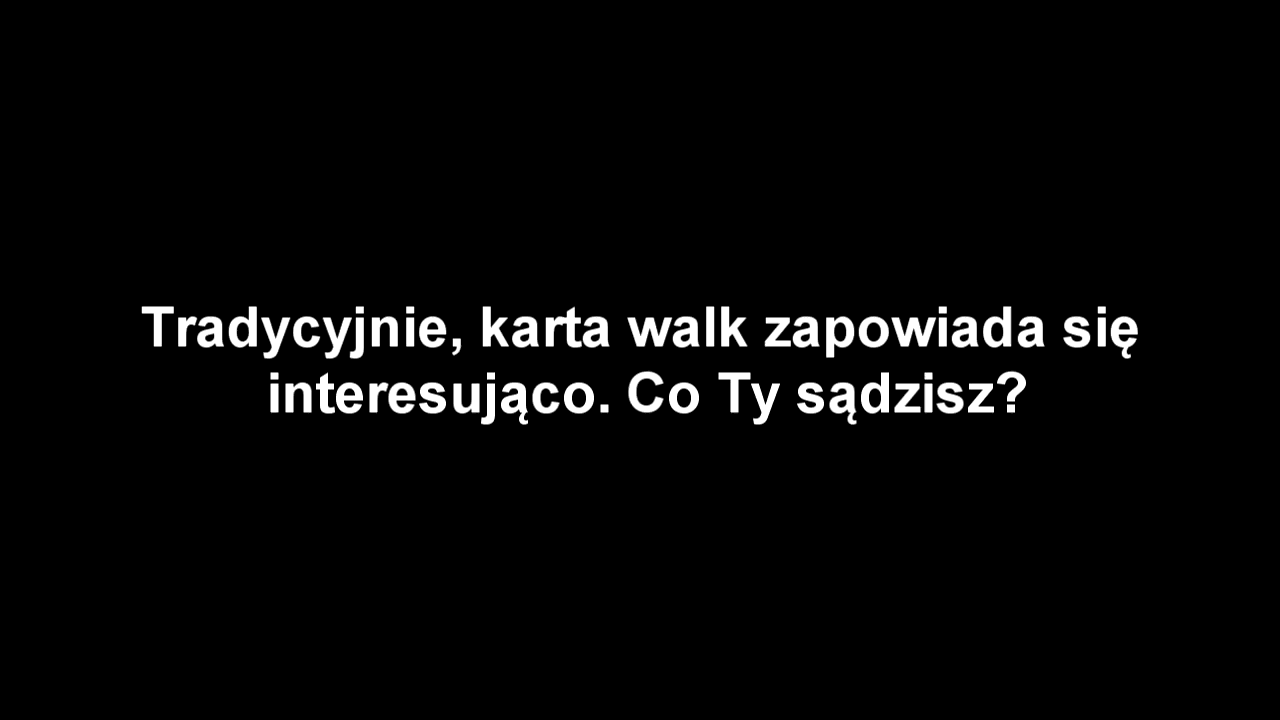 Tradycyjnie, karta walk zapowiada się
interesująco. Co Ty sądzisz?